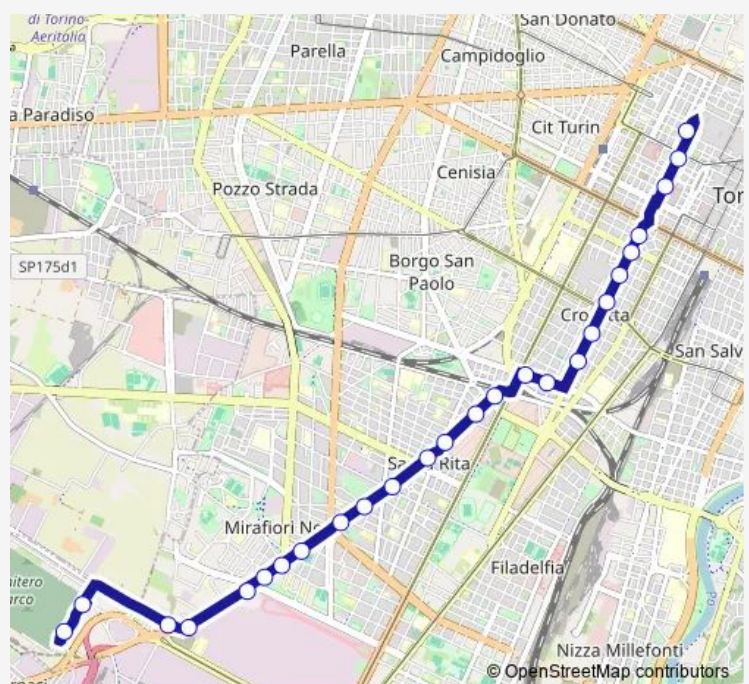 di Torino
Aeritalia
San Donato
Parella
Campidoglio
a Paradiso
Cit Turin
Cenisia
Pozzo Strada
Tor
SP175d1
Borgo San
Paolo
San Salv
Mirafiori No
Filadelfia
Po
Nizza Millefonti
© OpenStreetMap contributors